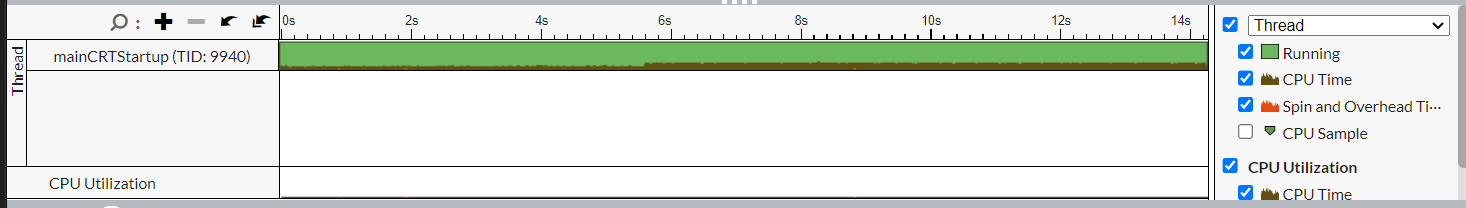 : 0s 2s 4s 6s 8s 10s 12s 14s
Thread
mainCRTStartup (TID: 9940)
CPU Utilization
Thread
Running
CPU Time
Spin and Overhead Ti...
CPU Sample
CPU Utilization
CPU Time